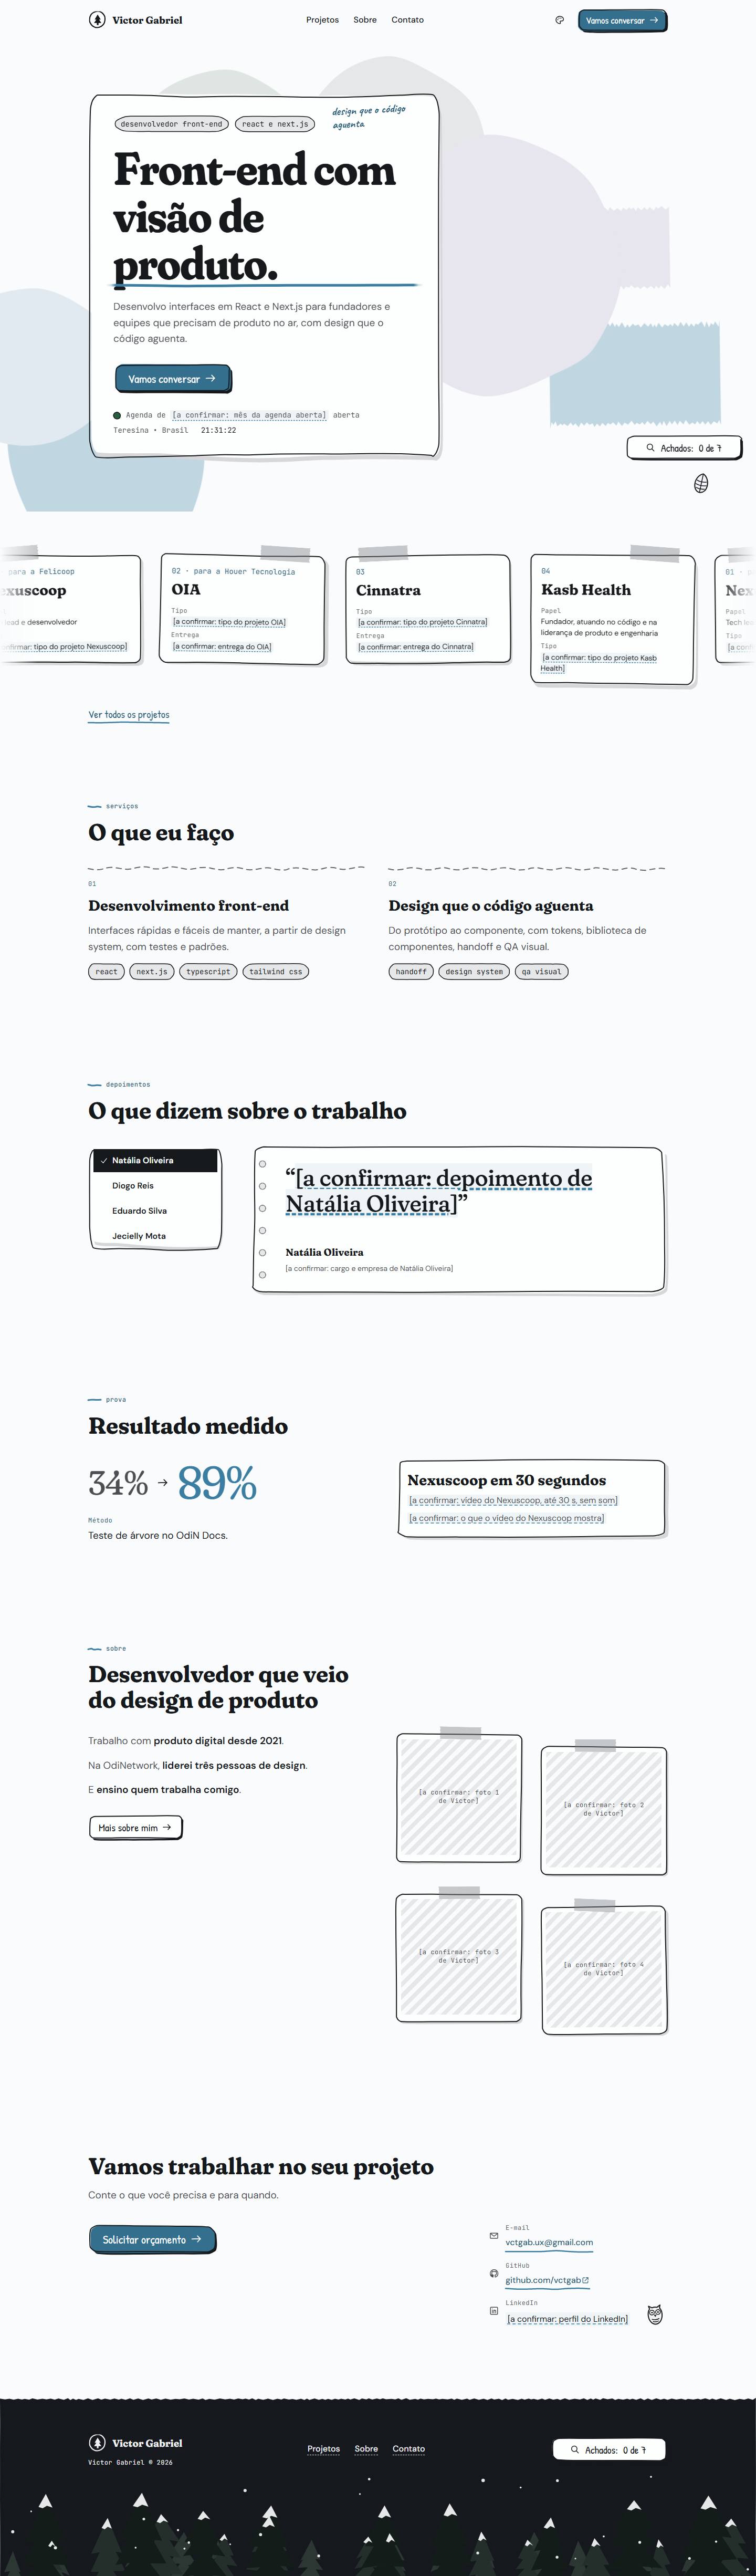 Victor Gabriel
Projetos Sobre Contato
Vamos conversar →
desenvolvedor front-end
react e next.js
design que o código
aguenta
Front-end com
visão de
produto.
Desenvolvo interfaces em React e Next.js para fundadores e
equipes que precisam de produto no ar, com design que o
código aguenta.
Vamos conversar →
Agenda de [a confirmar: mês da agenda aberta] aberta
Teresina • Brasil 21:31:22
Achados: 0 de 7
para a Felicoop
exuscoop
ead e desenvolvedor
nfirmar: tipo do projeto Nexuscoop]
02 · para a Houer Tecnologia
OIA
Tipo
[a confirmar: tipo do projeto OIA]
Entrega
[a confirmar: entrega do OIA]
03
Cinnatra
Tipo
[a confirmar: tipo do projeto Cinnatra]
Entrega
[a confirmar: entrega do Cinnatra]
04
Kasb Health
Papel
Fundador, atuando no código e na
liderança de produto e engenharia
Tipo
[a confirmar: tipo do projeto Kasb
Health]
01
Nex
Papel
Tech
Tipo
Ver todos os projetos
serviços
O que eu faço
01
Desenvolvimento front-end
Interfaces rápidas e fáceis de manter, a partir de design
system, com testes e padrões.
react
next.js
typescript
tailwind css
02
Design que o código aguenta
Do protótipo ao componente, com tokens, biblioteca de
componentes, handoff e QA visual.
handoff
design system
qa visual
depoimentos
O que dizem sobre o trabalho
Natália Oliveira
Diogo Reis
Eduardo Silva
Jecielly Mota
“[a confirmar: depoimento de
Natália Oliveira]”
Natália Oliveira
[a confirmar: cargo e empresa de Natália Oliveira]
prova
Resultado medido
34% → 89%
Método
Teste de árvore no OdiN Docs.
Nexuscoop em 30 segundos
[a confirmar: vídeo do Nexuscoop, até 30 s, sem som]
[a confirmar: o que o vídeo do Nexuscoop mostra]
sobre
Desenvolvedor que veio
do design de produto
Trabalho com produto digital desde 2021.
Na OdiNetwork, liderei três pessoas de design.
E ensino quem trabalha comigo.
Mais sobre mim →
[a confirmar: foto 1
de Victor]
[a confirmar: foto 2
de Victor]
[a confirmar: foto 3
de Victor]
[a confirmar: foto 4
de Victor]
Vamos trabalhar no seu projeto
Conte o que você precisa e para quando.
Solicitar orçamento →
E-mail
vctgab.ux@gmail.com
GitHub
github.com/vctgab
LinkedIn
[a confirmar: perfil do LinkedIn]
Victor Gabriel
Victor Gabriel © 2026
Projetos Sobre Contato
Achados: 0 de 7